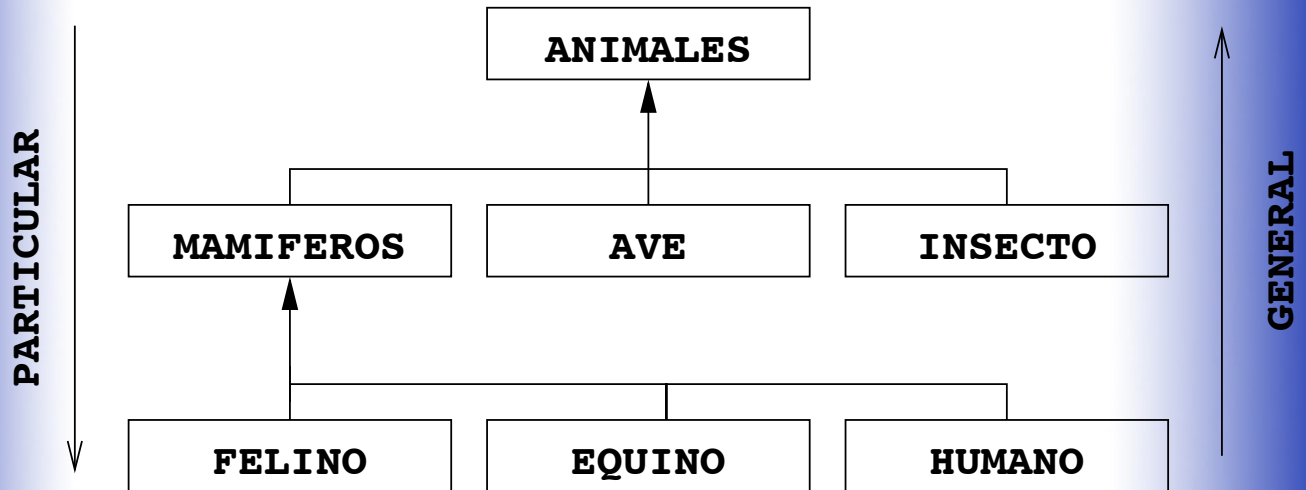 ANIMALES
PARTICULAR
GENERAL
MAMIFEROS
AVE
INSECTO
FELINO
EQUINO
HUMANO